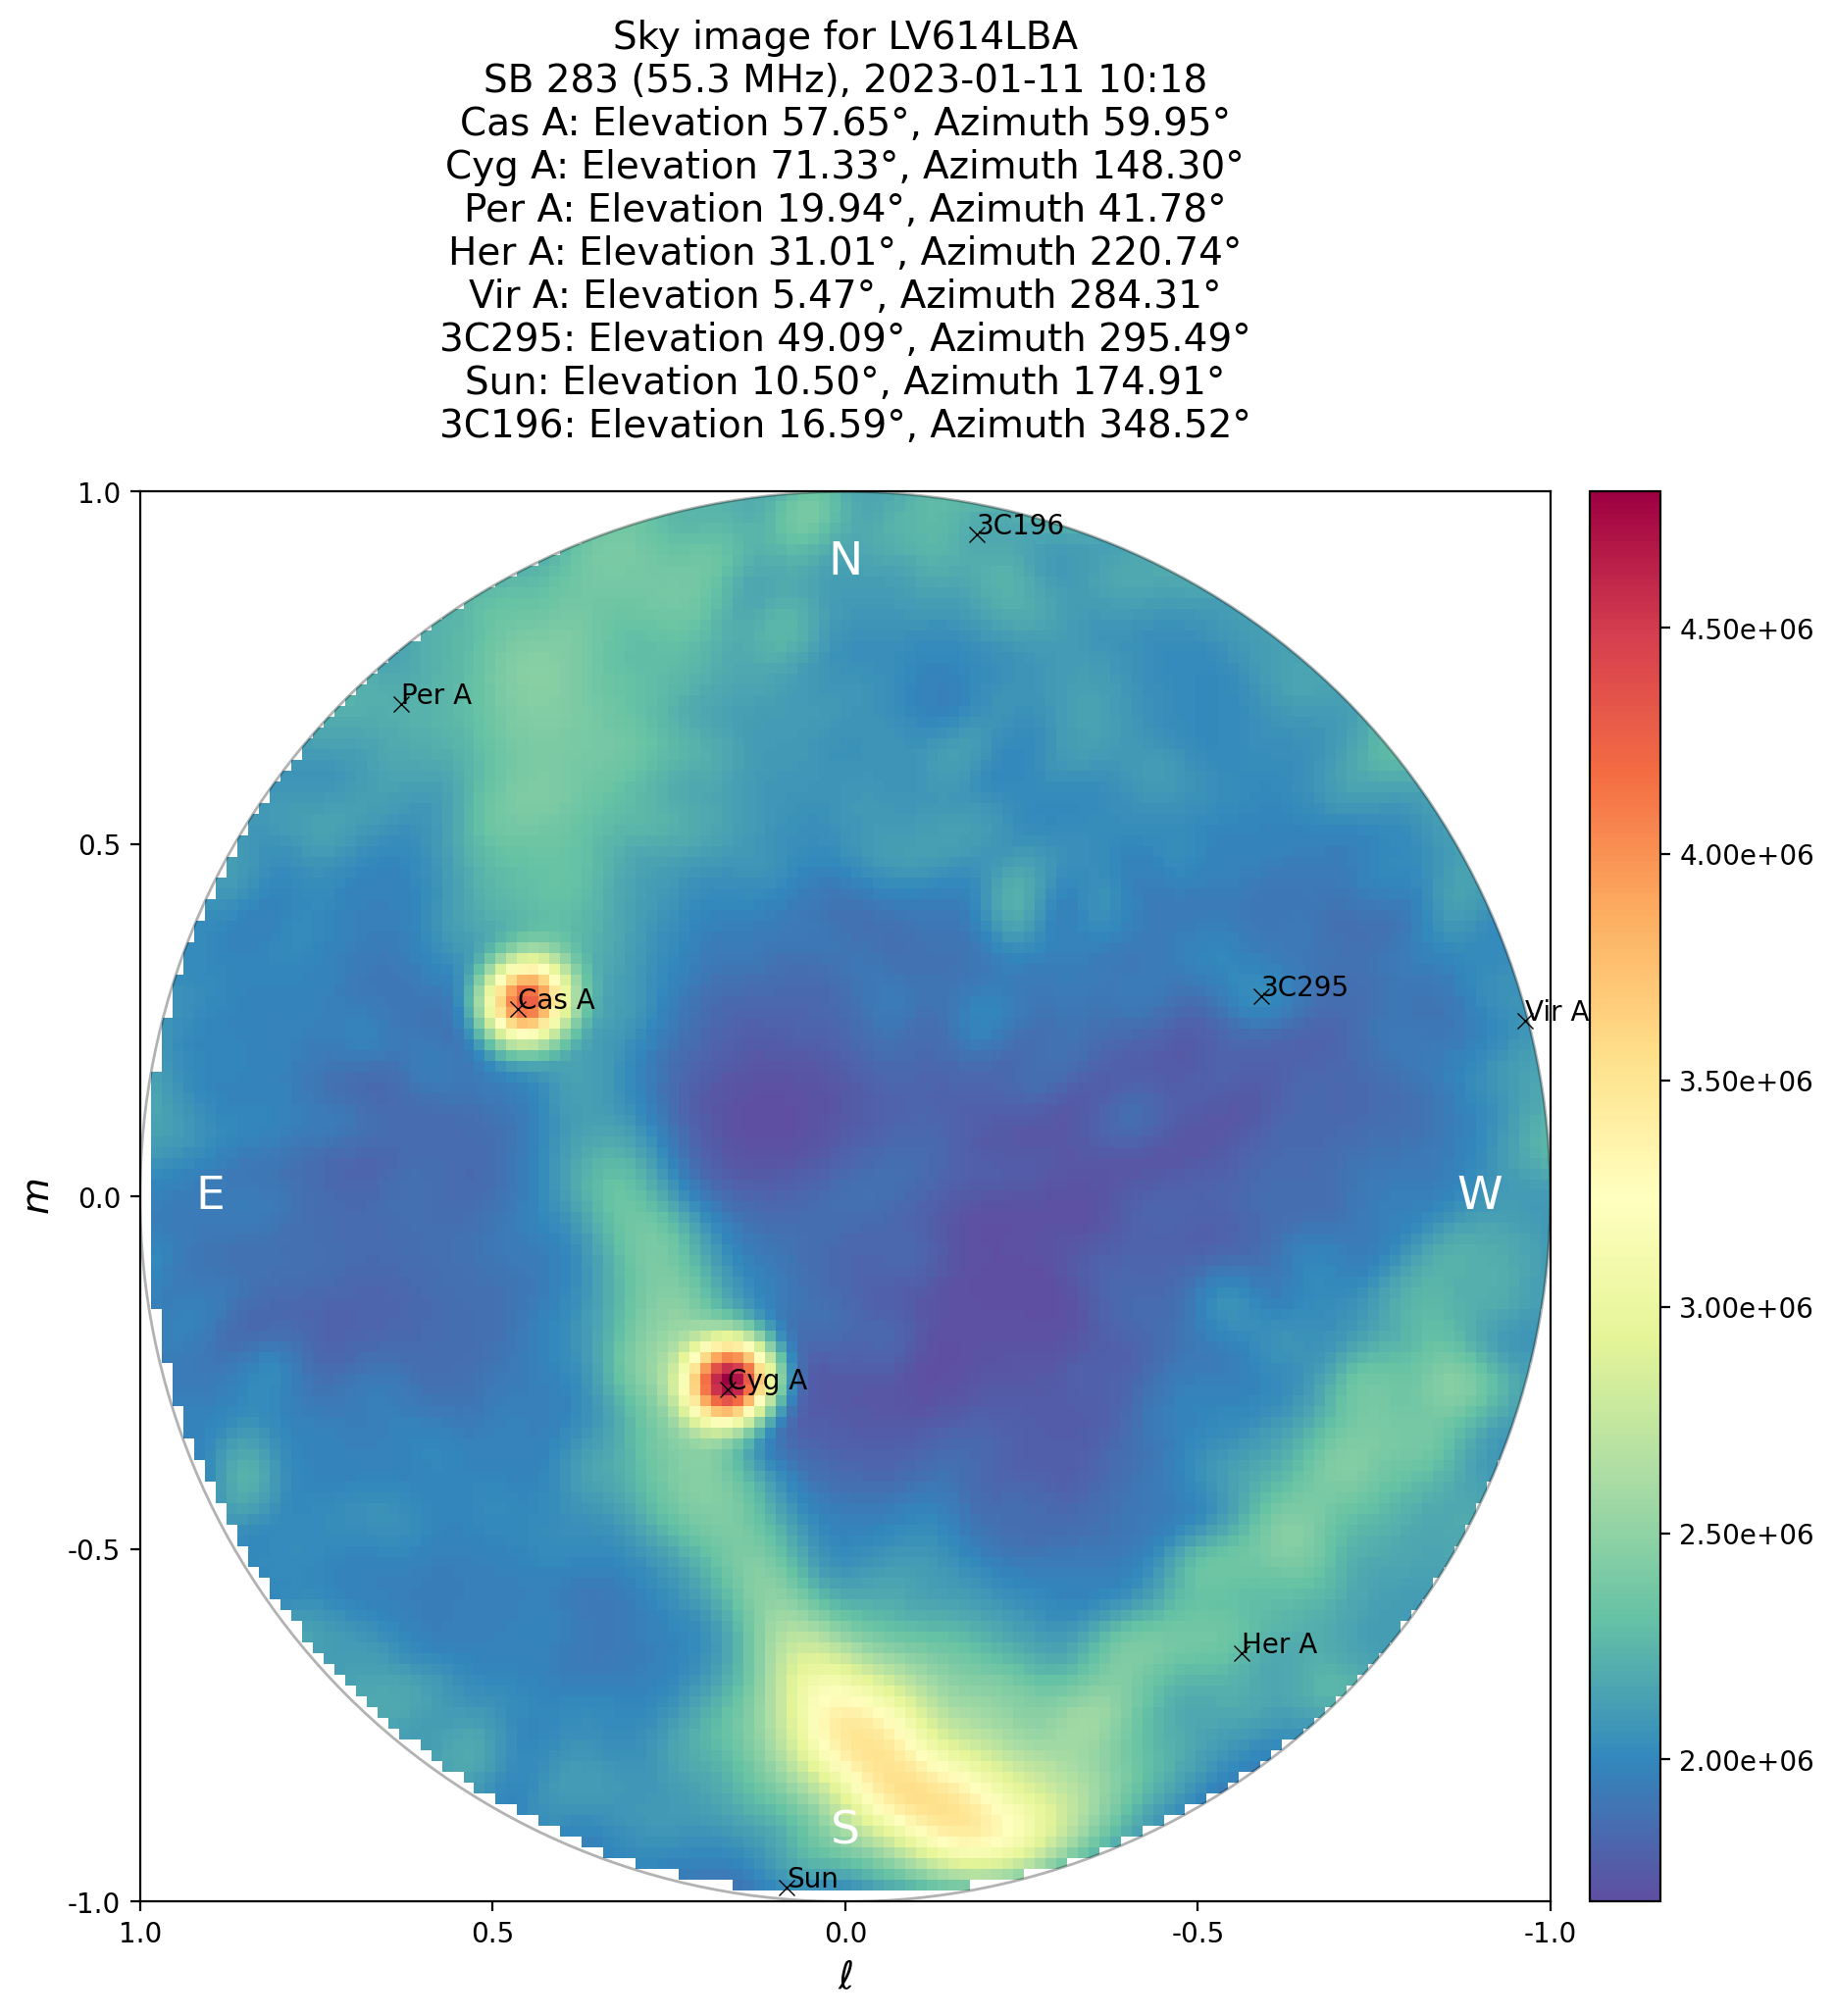 Sky image for LV614LBA
SB 283 (55.3 MHz), 2023-01-11 10:18
Cas A: Elevation 57.65°, Azimuth 59.95°
Cyg A: Elevation 71.33°, Azimuth 148.30°
Per A: Elevation 19.94°, Azimuth 41.78°
Her A: Elevation 31.01°, Azimuth 220.74°
Vir A: Elevation 5.47°, Azimuth 284.31°
3C295: Elevation 49.09°, Azimuth 295.49°
Sun: Elevation 10.50°, Azimuth 174.91°
3C196: Elevation 16.59°, Azimuth 348.52°
1.0
3C196
N
4.50e+06
Per A
0.5
4.00e+06
3C295
Cas A
Vir A
3.50e+06
m
0.0
E
W
3.00e+06
Cyg A
-0.5
2.50e+06
Her A
2.00e+06
S
Sun
-1.0
1.0
0.5
0.0
-0.5
-1.0
ℓ